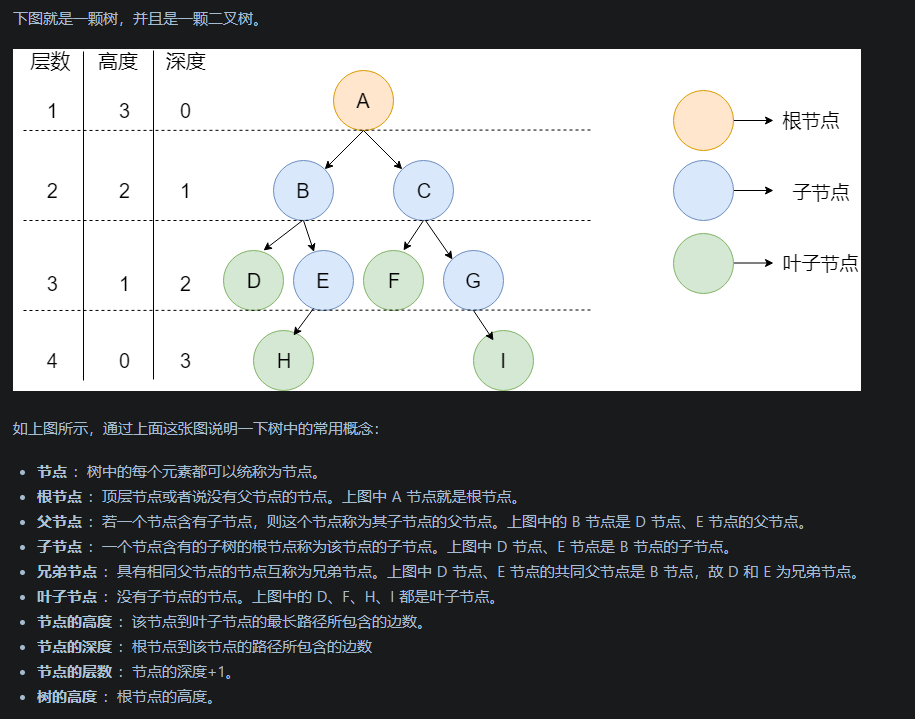 下图就是一颗树，并且是一颗二叉树。
层数 高度 深度
1 3 0 A 根节点
2 2 1 B C 子节点
3 1 2 D E F G 叶子节点
4 0 3 H I
如上图所示，通过上面这张图说明一下树中的常用概念：
• 节点 ：树中的每个元素都可以统称为节点。
• 根节点 ：顶层节点或者说没有父节点的节点。上图中 A 节点就是根节点。
• 父节点 ：若一个节点含有子节点，则这个节点称为其子节点的父节点。上图中的 B 节点是 D 节点、E 节点的父节点。
• 子节点 ：一个节点含有的子树的根节点称为该节点的子节点。上图中 D 节点、E 节点是 B 节点的子节点。
• 兄弟节点 ：具有相同父节点的节点互称为兄弟节点。上图中 D 节点、E 节点的共同父节点是 B 节点，故 D 和 E 为兄弟节点。
• 叶子节点 ：没有子节点的节点。上图中的 D、F、H、I 都是叶子节点。
• 节点的高度 ：该节点到叶子节点的最长路径所包含的边数。
• 节点的深度 ：根节点到该节点的路径所包含的边数
• 节点的层数 ：节点的深度+1。
• 树的高度 ：根节点的高度。